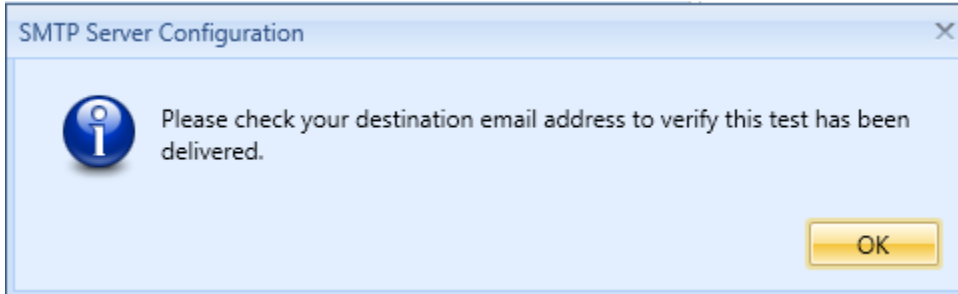 SMTP Server Configuration
Please check your destination email address to verify this test has been
delivered.
OK